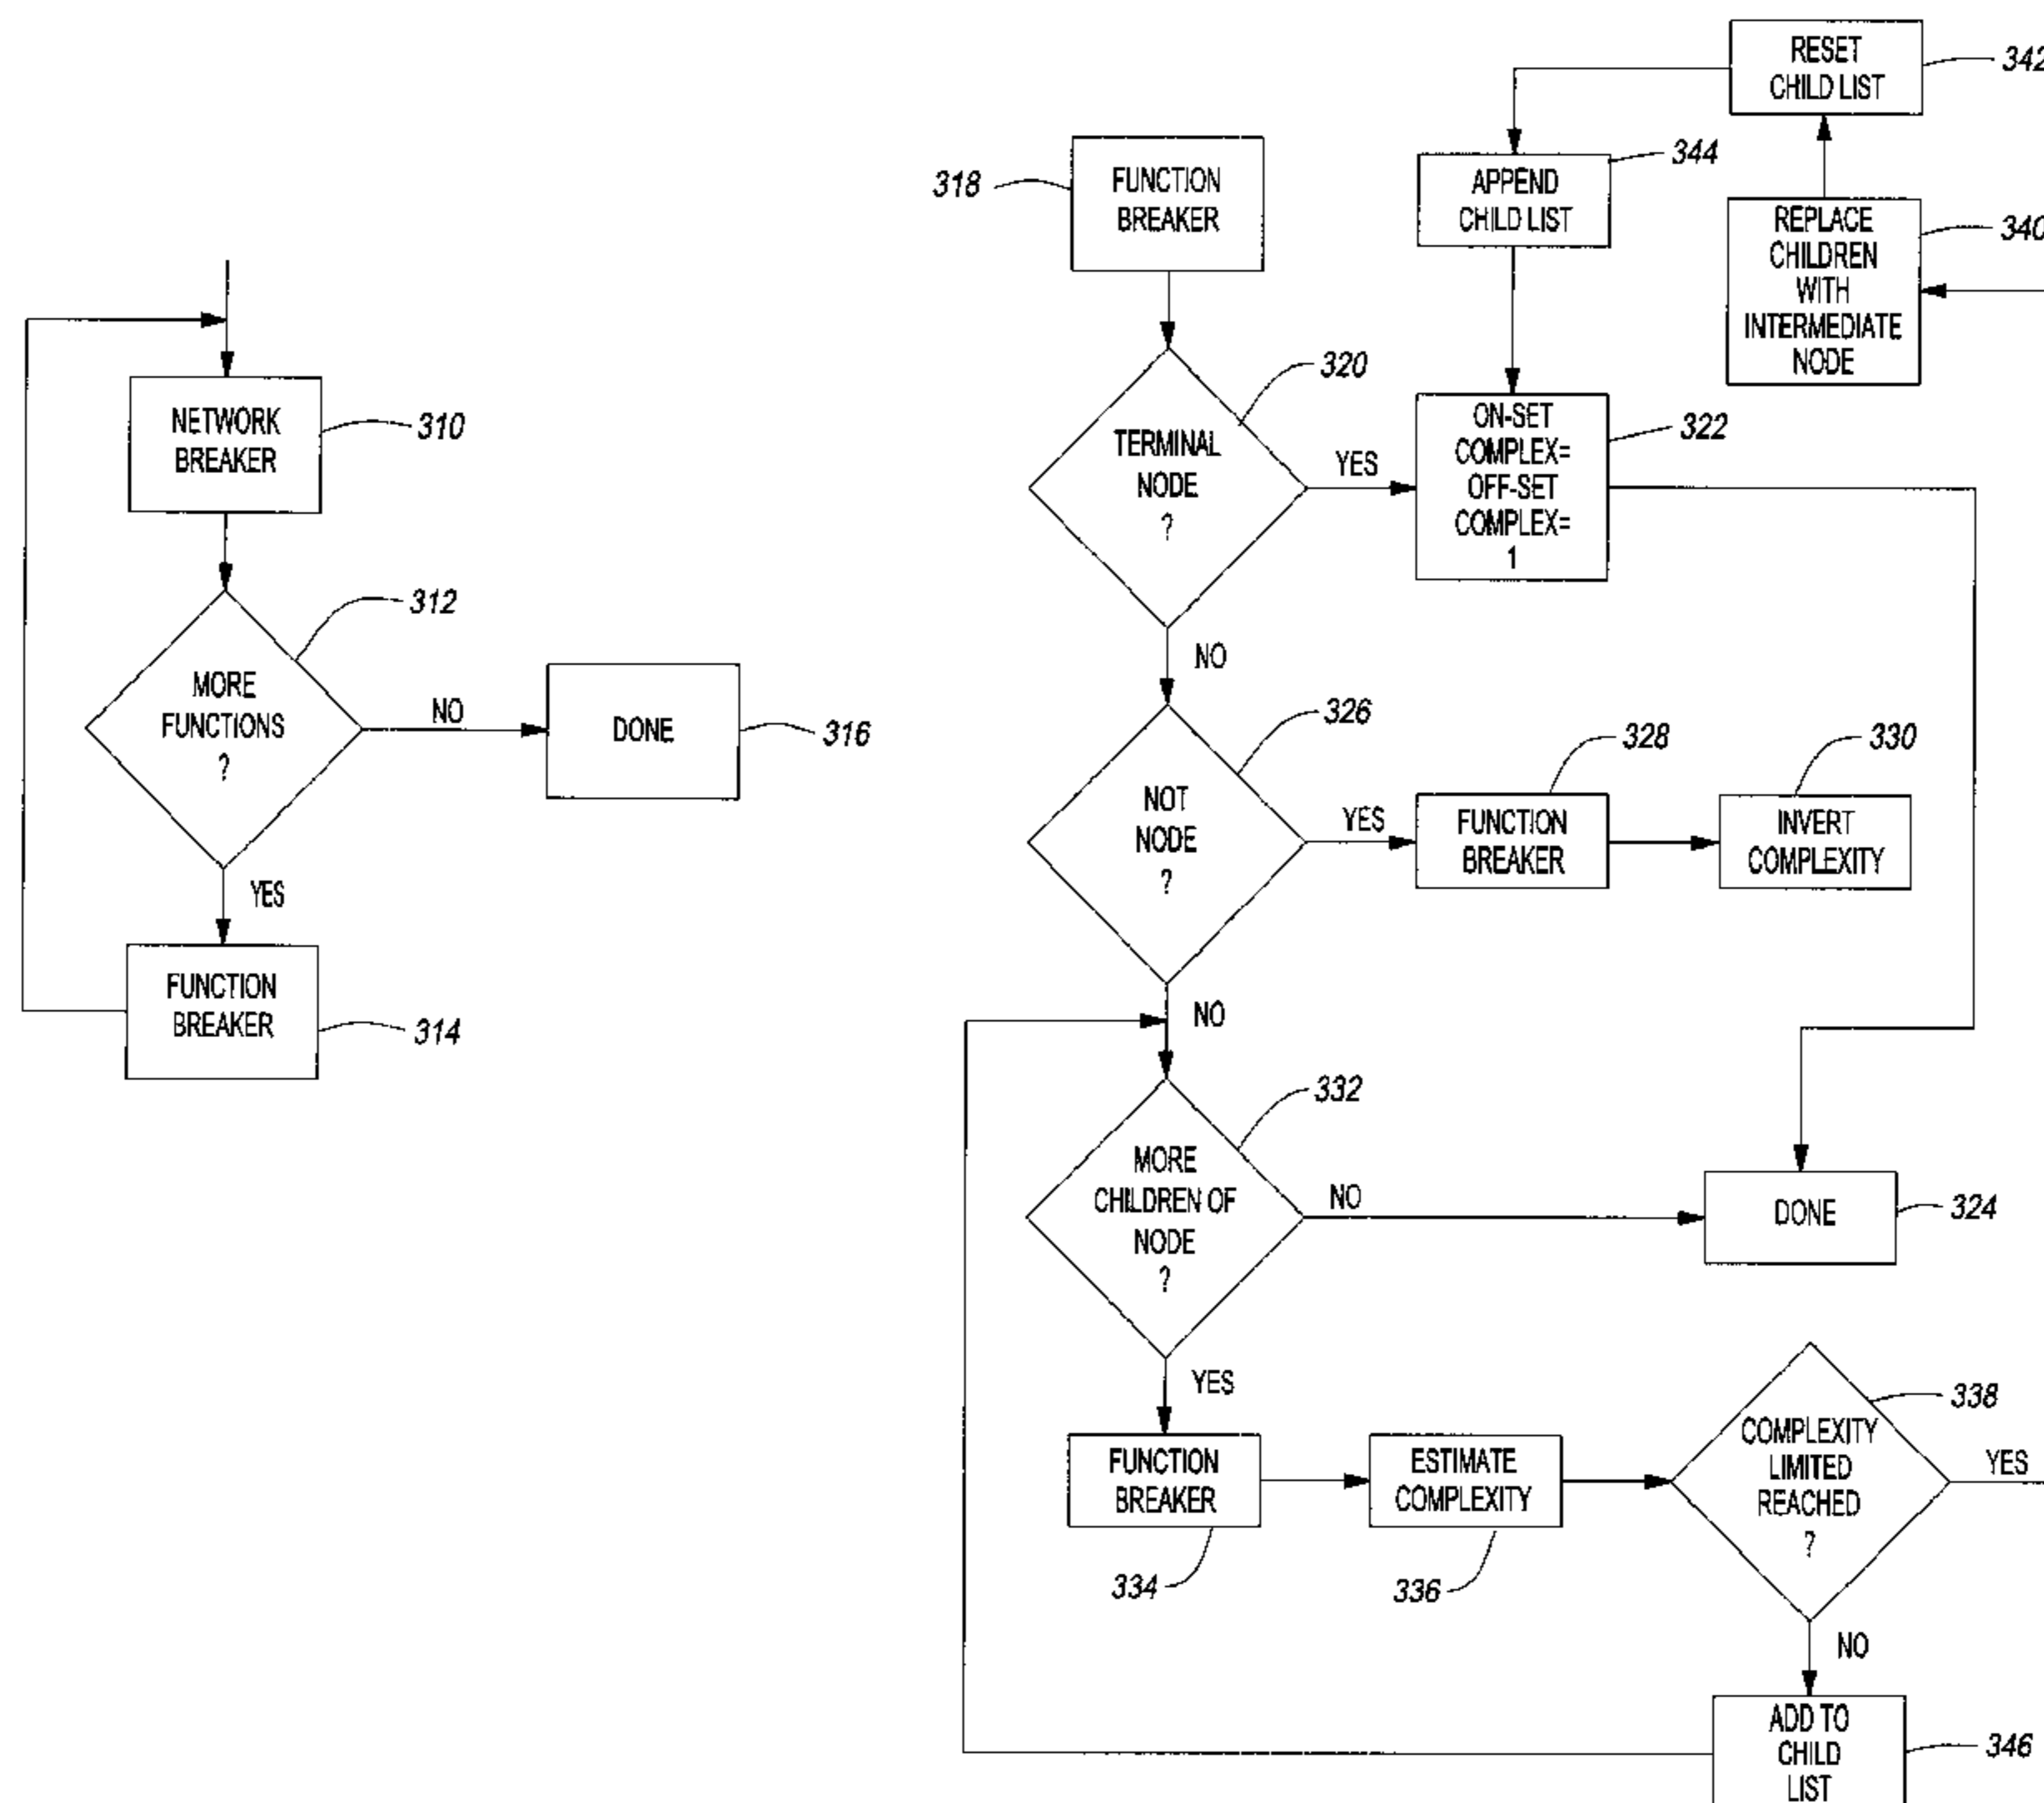 NETWORK
BREAKER
310
MORE
FUNCTIONS
?
312
NO
DONE
316
YES
FUNCTION
BREAKER
314
RESET
CHILD LIST
342
APPEND
CHILD LIST
344
REPLACE
CHILDREN
WITH
INTERMEDIATE
NODE
340
318
FUNCTION
BREAKER
TERMINAL
NODE
?
320
YES
ON-SET
COMPLEX=
OFF-SET
COMPLEX=
1
322
NO
NOT
NODE
?
326
YES
FUNCTION
BREAKER
328
INVERT
COMPLEXITY
330
NO
MORE
CHILDREN OF
NODE
?
332
NO
DONE
324
YES
FUNCTION
BREAKER
334
ESTIMATE
COMPLEXITY
336
COMPLEXITY
LIMITED
REACHED
?
338
YES
NO
ADD TO
CHILD
LIST
346